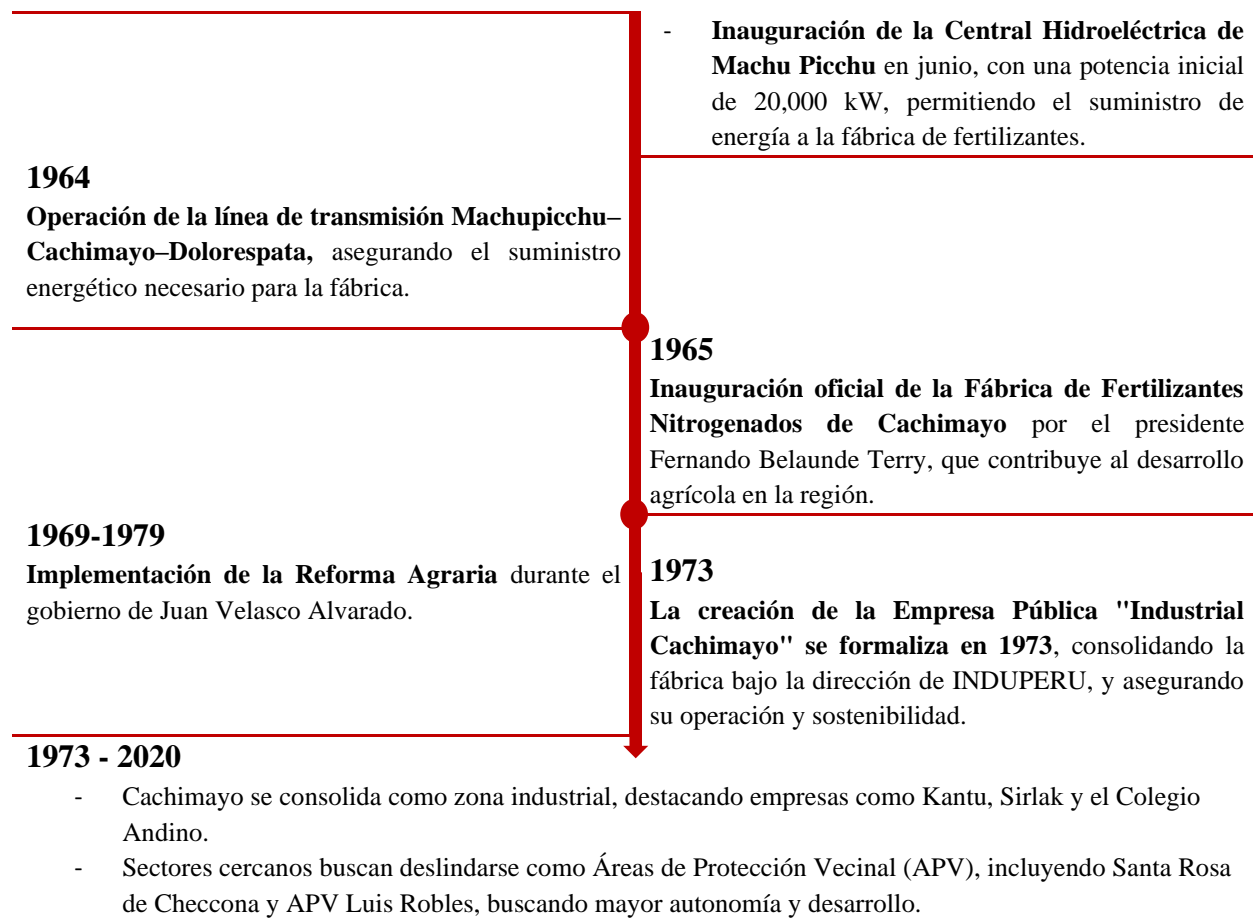 - Inauguración de la Central Hidroeléctrica de
Machu Picchu en junio, con una potencia inicial
de 20,000 kW, permitiendo el suministro de
energía a la fábrica de fertilizantes.
1964
Operación de la línea de transmisión Machupicchu–
Cachimayo–Dolorespata, asegurando el suministro
energético necesario para la fábrica.
1965
Inauguración oficial de la Fábrica de Fertilizantes
Nitrogenados de Cachimayo por el presidente
Fernando Belaunde Terry, que contribuye al desarrollo
agrícola en la región.
1969-1979
Implementación de la Reforma Agraria durante el
gobierno de Juan Velasco Alvarado.
1973
La creación de la Empresa Pública "Industrial
Cachimayo" se formaliza en 1973, consolidando la
fábrica bajo la dirección de INDUPERU, y asegurando
su operación y sostenibilidad.
1973 - 2020
- Cachimayo se consolida como zona industrial, destacando empresas como Kantu, Sirlak y el Colegio
Andino.
- Sectores cercanos buscan deslindarse como Áreas de Protección Vecinal (APV), incluyendo Santa Rosa
de Checcona y APV Luis Robles, buscando mayor autonomía y desarrollo.